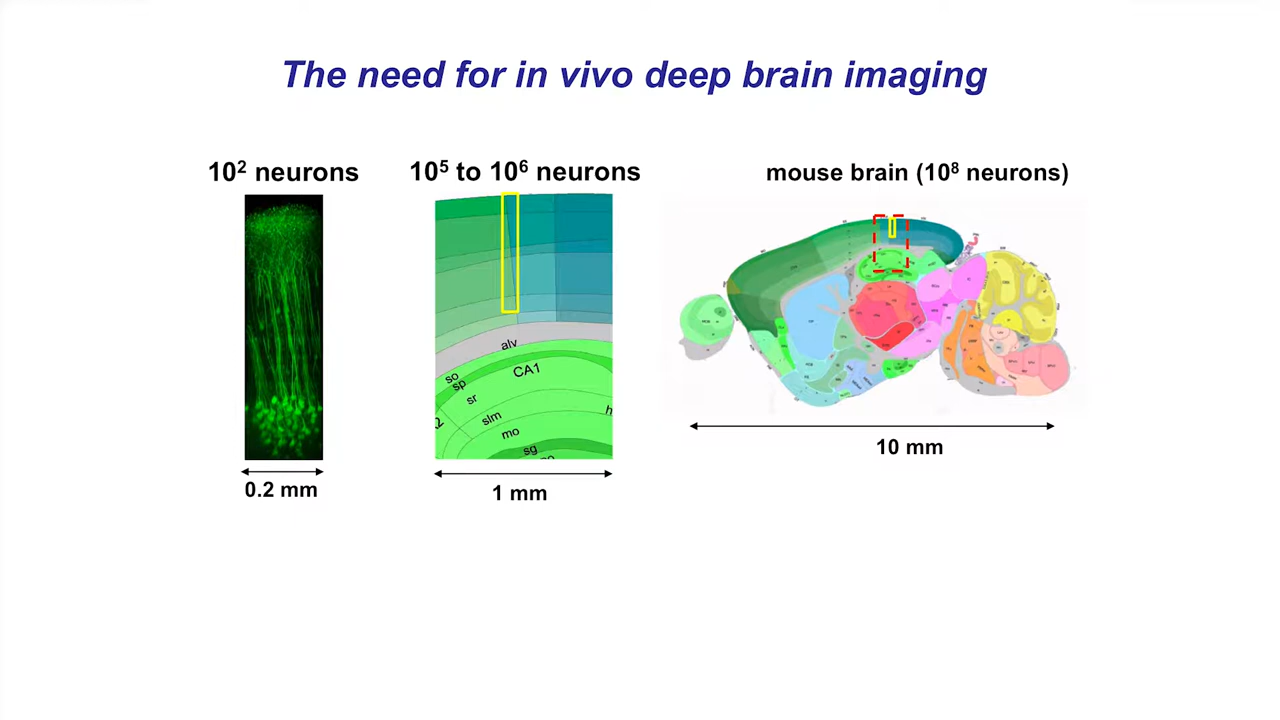 The need for in vivo deep brain imaging
10² neurons
10⁵ to 10⁶ neurons
mouse brain (10⁸ neurons)
alv
so
sp
CA1
sr
slm
h
mo
sg
0.2 mm
1 mm
10 mm